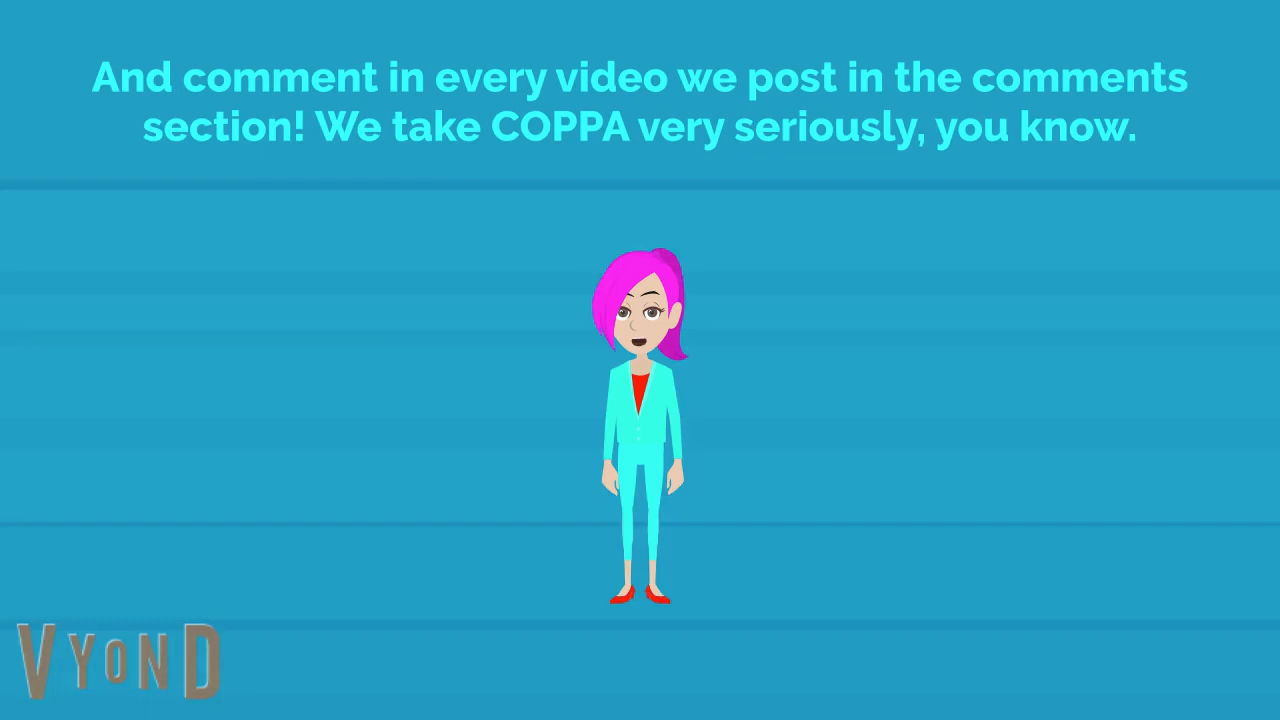 And comment in every video we post in the comments
section! We take COPPA very seriously, you know.
VYOND